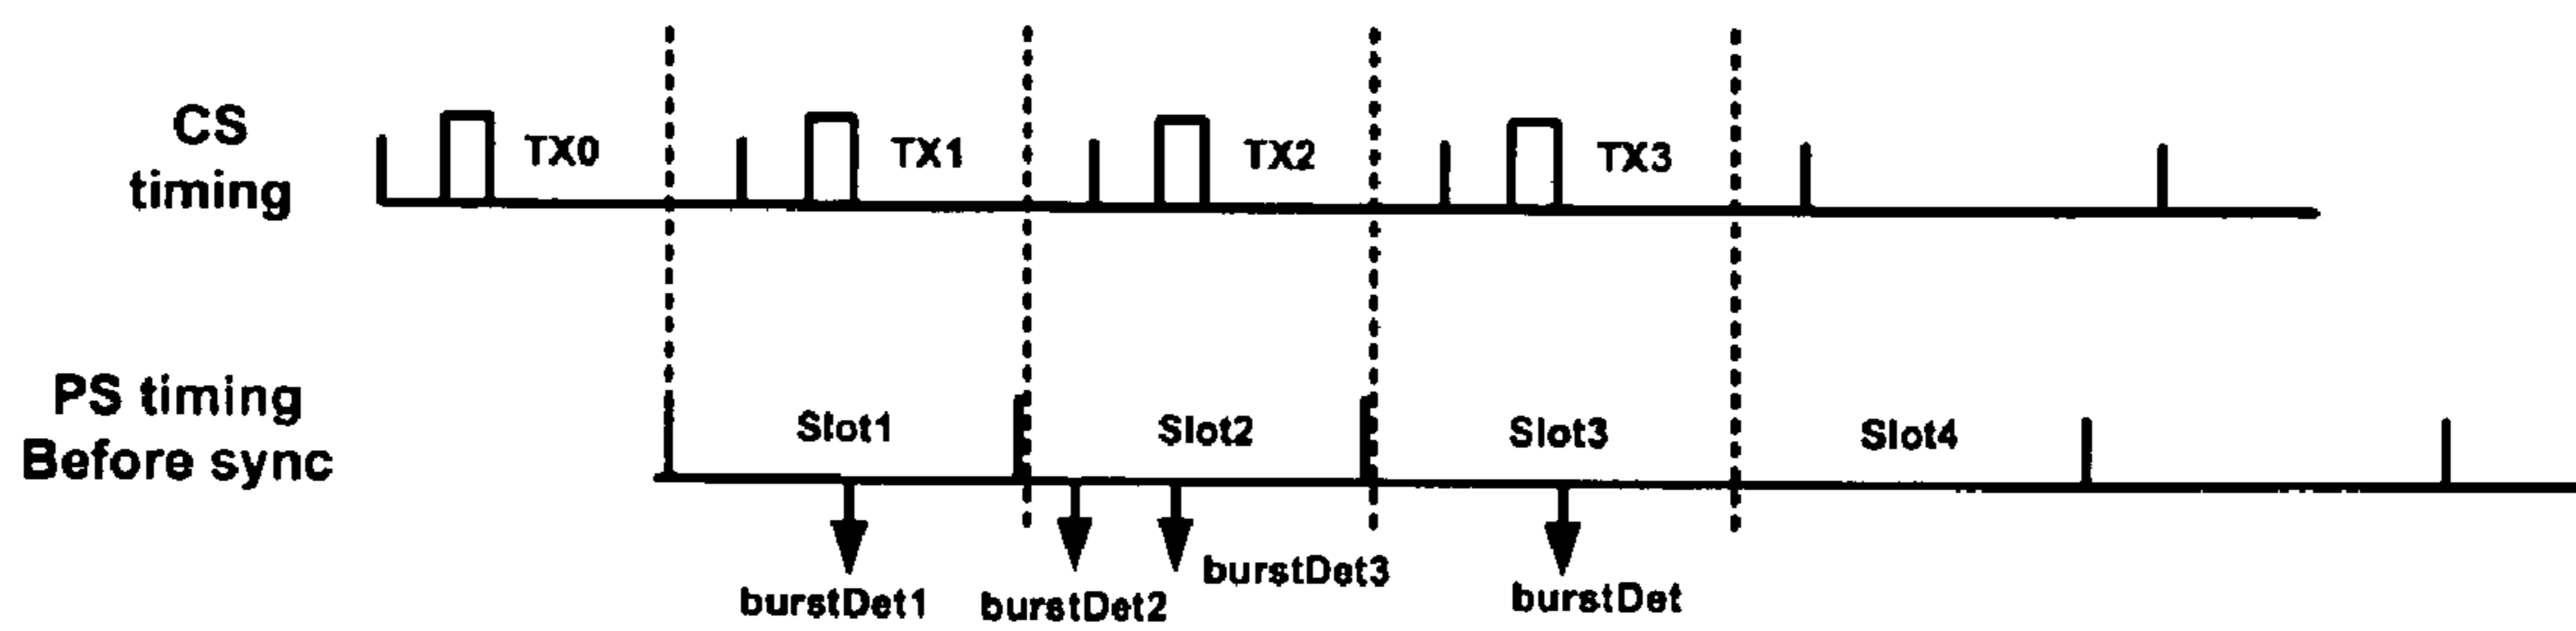 CS
timing
TX0
TX1
TX2
TX3
PS timing
Before sync
Slot1
Slot2
Slot3
Slot4
burstDet1
burstDet2
burstDet3
burstDet